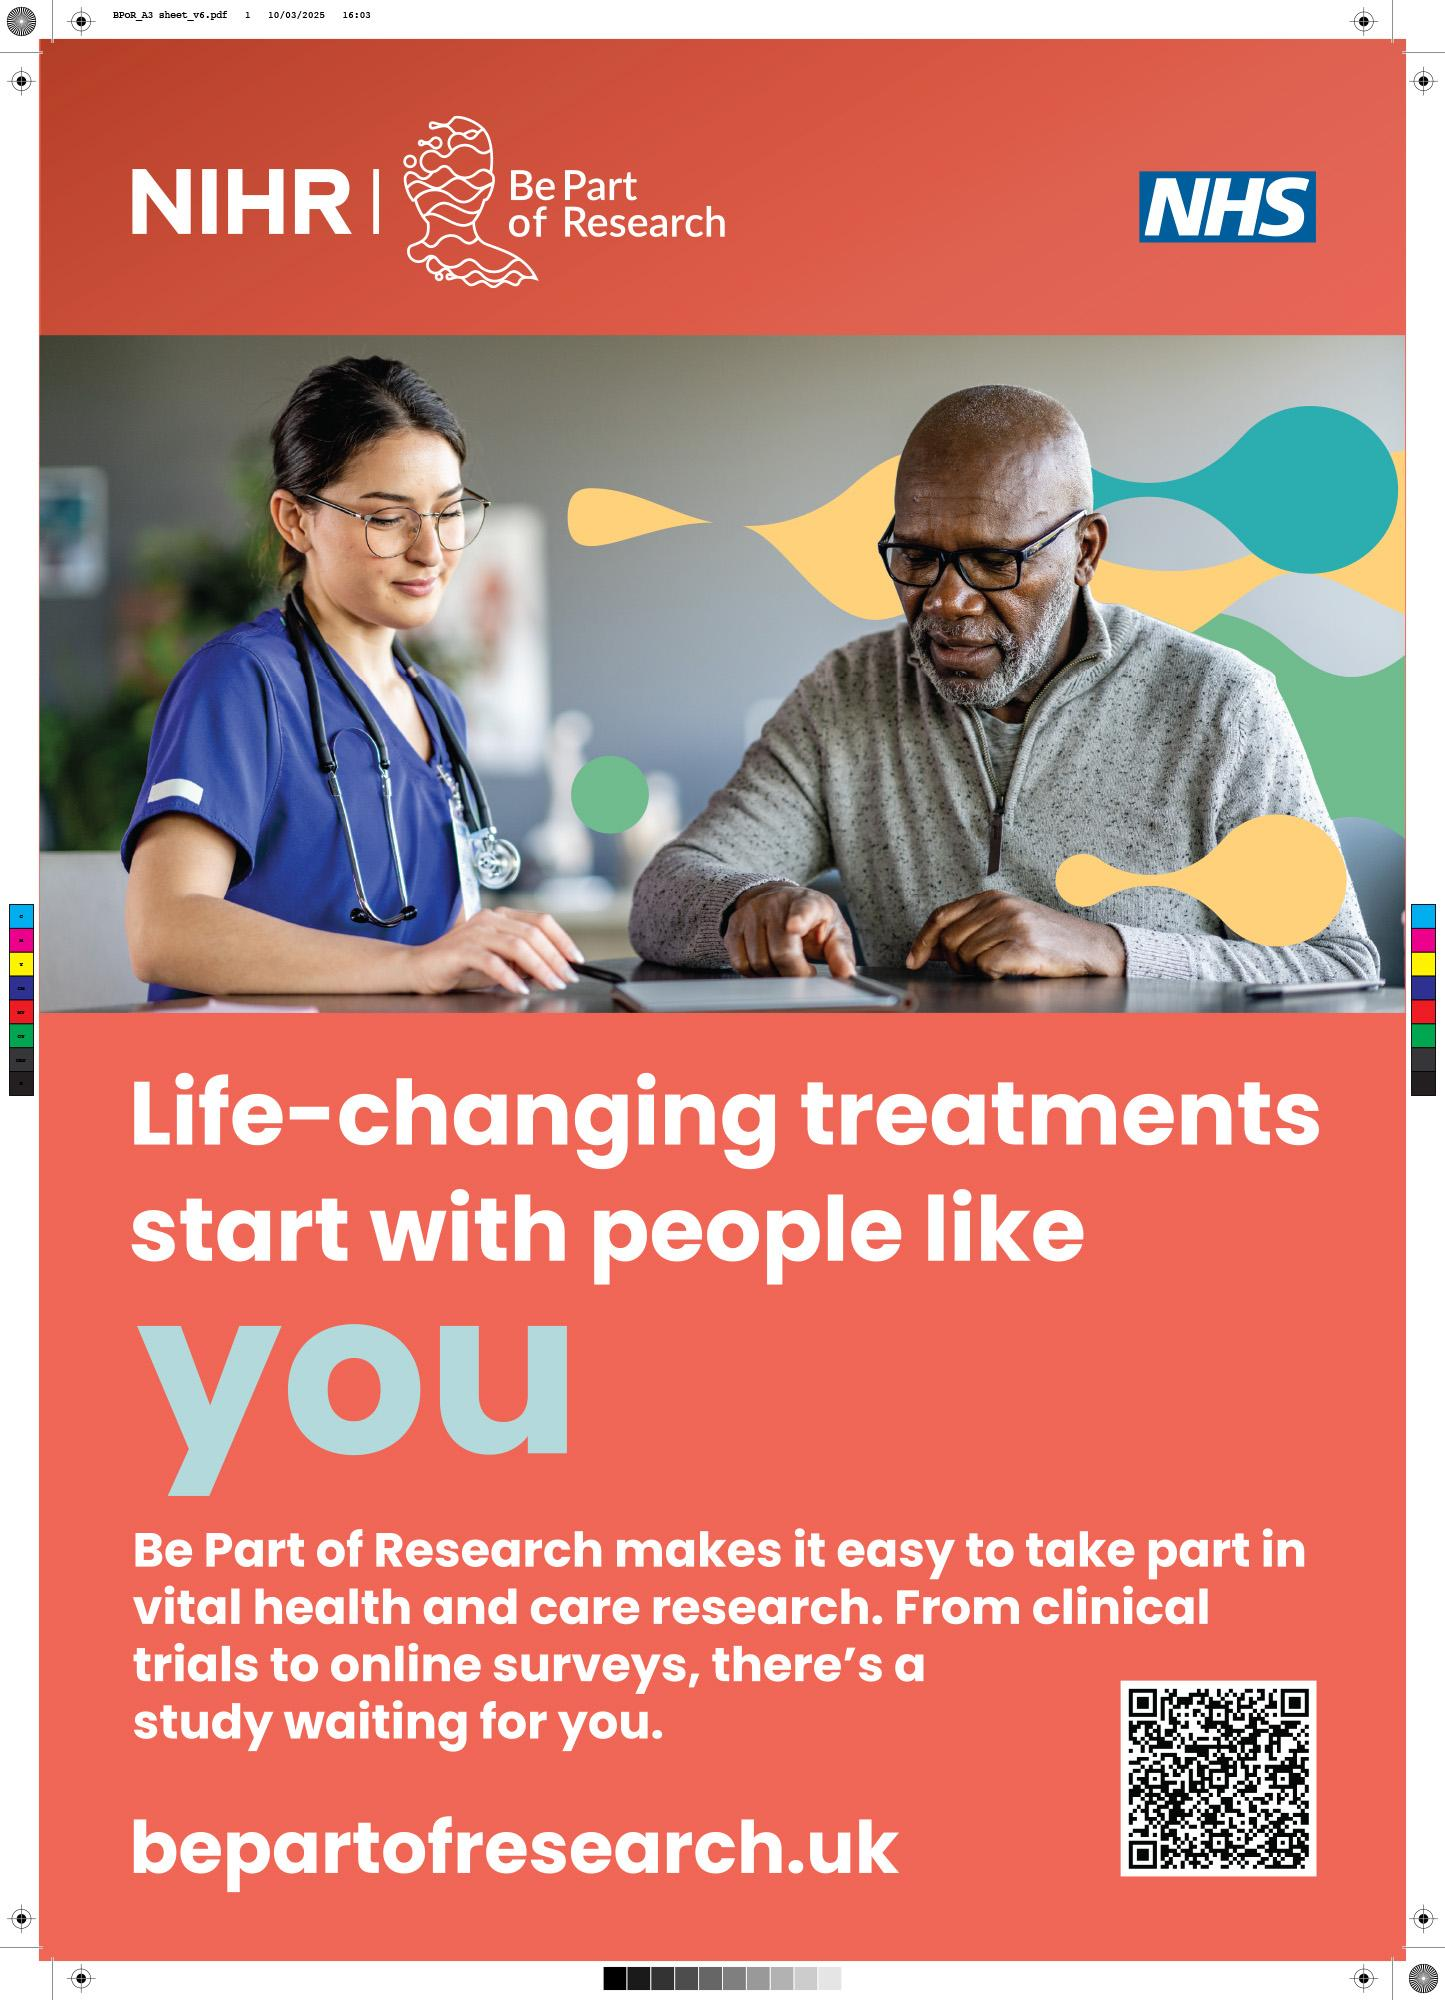 BPoR_A3 sheet_v6.pdf 1 10/03/2025 16:03
NIHR
Be Part
of Research
NHS
Life-changing treatments
start with people like
you
Be Part of Research makes it easy to take part in
vital health and care research. From clinical
trials to online surveys, there’s a
study waiting for you.
bepartofresearch.uk